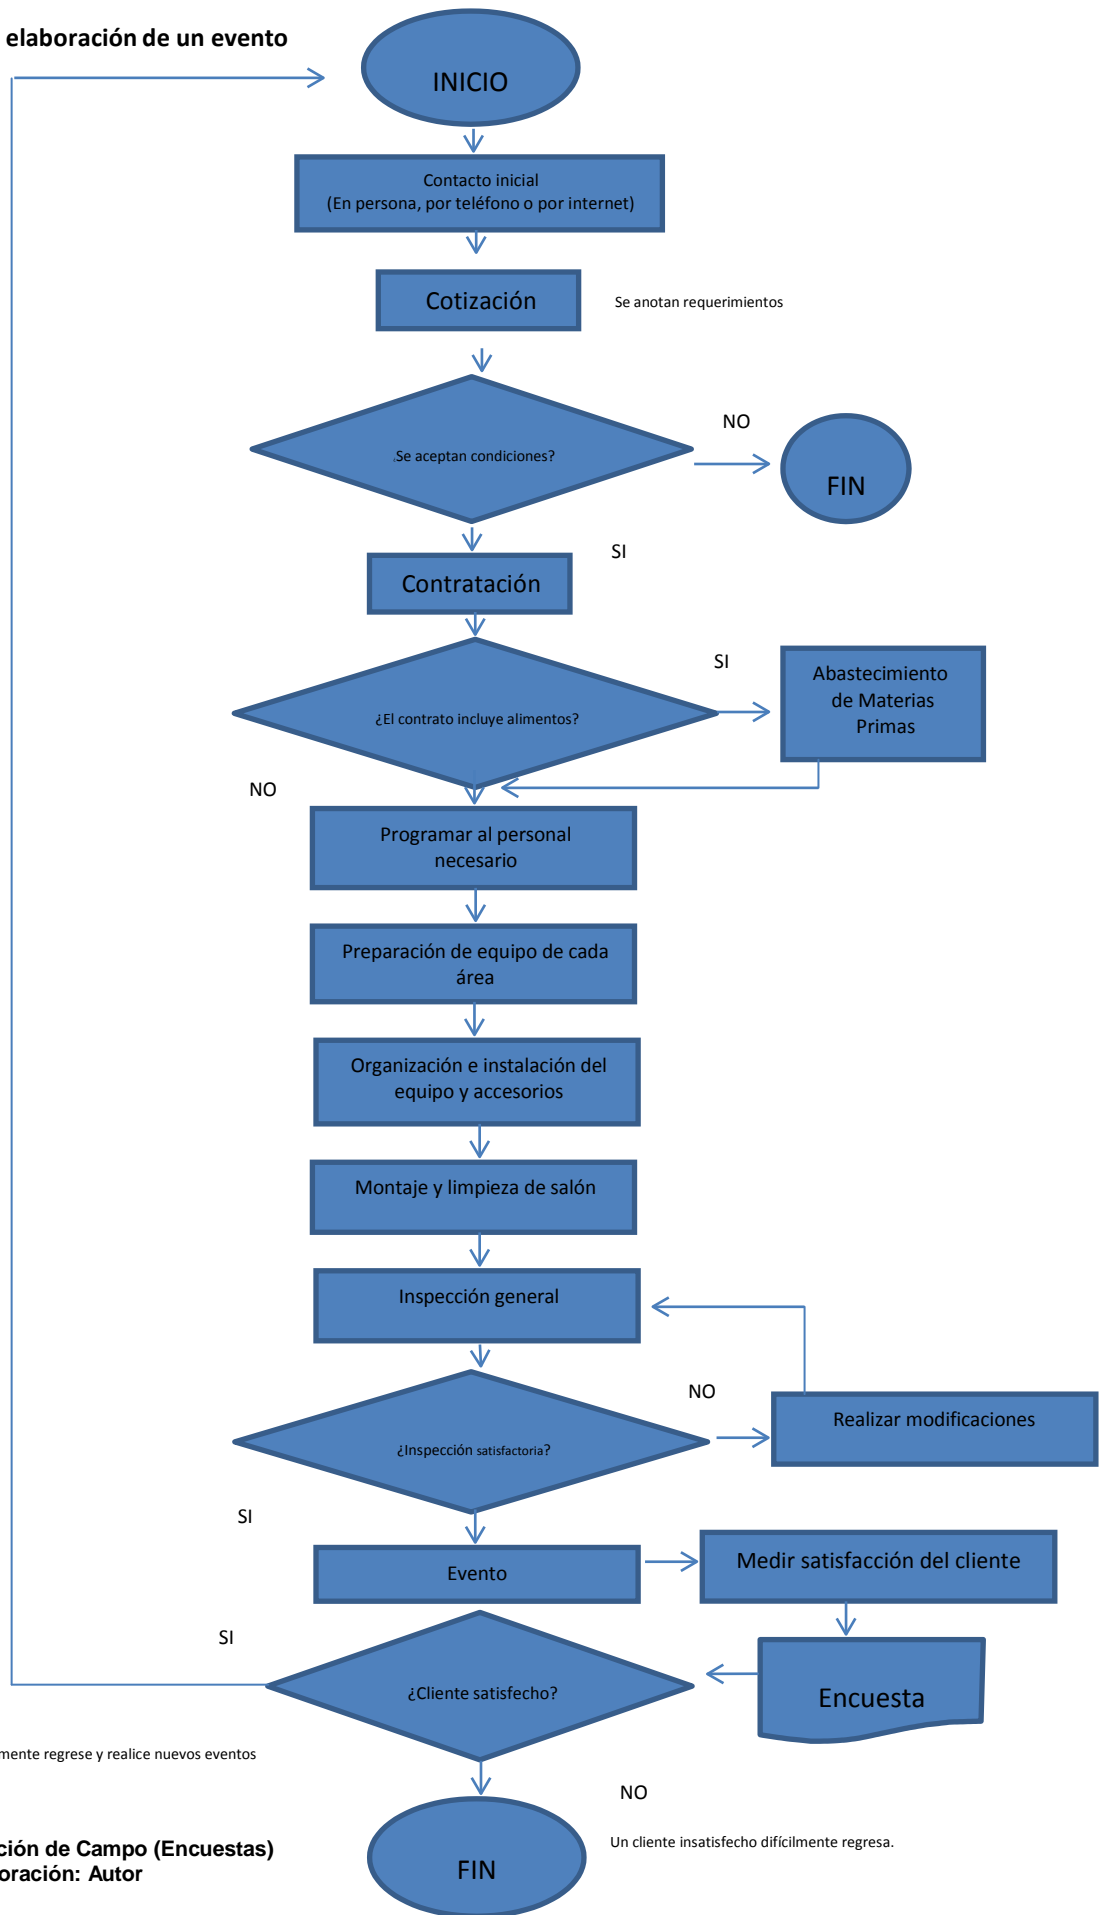 elaboración de un evento
INICIO
Contacto inicial
(En persona, por teléfono o por internet)
Cotización
Se anotan requerimientos
Se aceptan condiciones?
NO
FIN
SI
Contratación
¿El contrato incluye alimentos?
SI
Abastecimiento
de Materias
Primas
NO
Programar al personal
necesario
Preparación de equipo de cada
área
Organización e instalación del
equipo y accesorios
Montaje y limpieza de salón
Inspección general
NO
Realizar modificaciones
¿Inspección satisfactoria?
SI
Evento
Medir satisfacción del cliente
SI
¿Cliente satisfecho?
Encuesta
mente regrese y realice nuevos eventos
NO
Un cliente insatisfecho difícilmente regresa.
FIN
ción de Campo (Encuestas)
oración: Autor